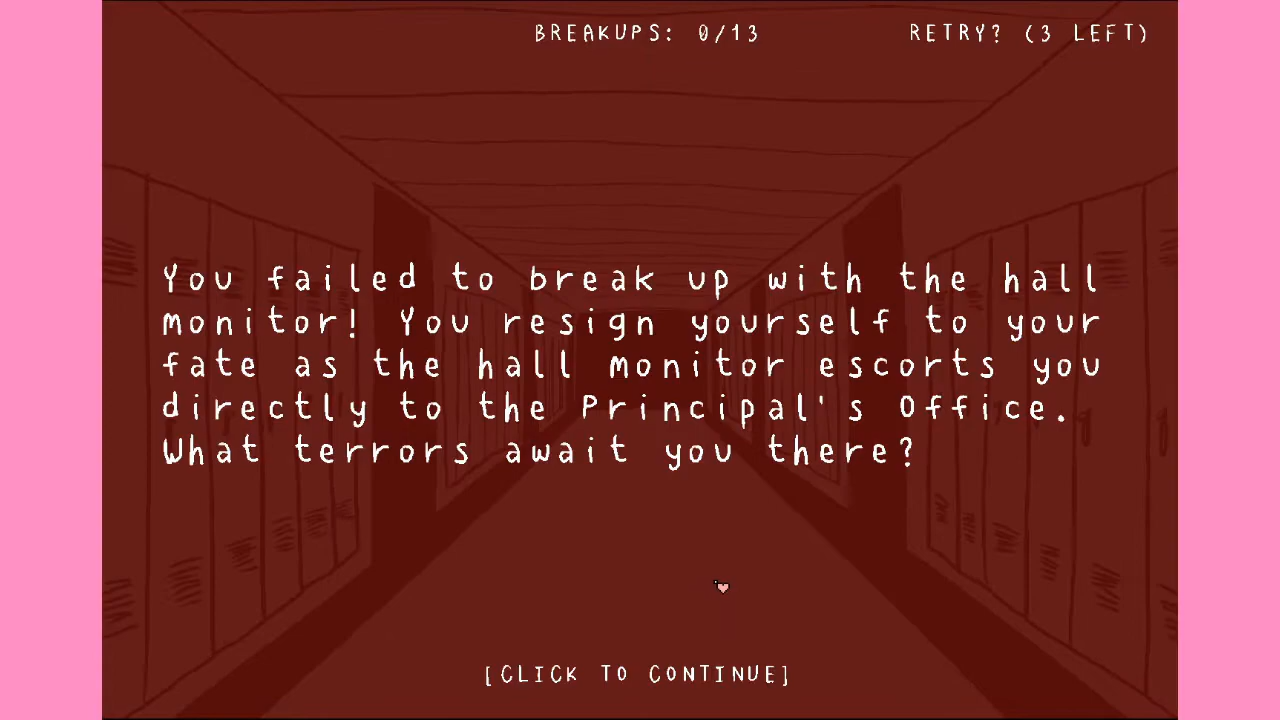 BREAKUPS: 0/13 RETRY? (3 LEFT)
You failed to break up with the hall
monitor! You resign yourself to your
fate as the hall monitor escorts you
directly to the Principal's Office.
What terrors await you there?
[CLICK TO CONTINUE]